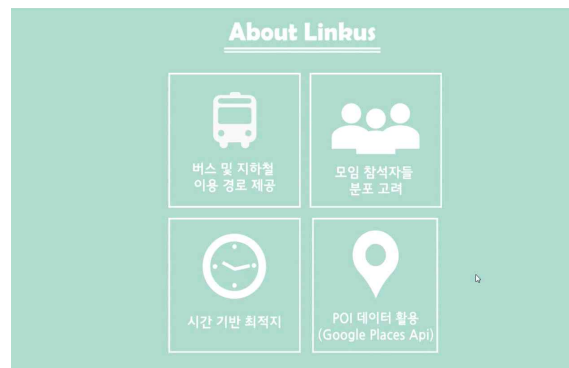 About Linkus
버스 및 지하철
이용 경로 제공
모임 참석자들
분포 고려
시간 기반 최적지
POI 데이터 활용
(Google Places Api)